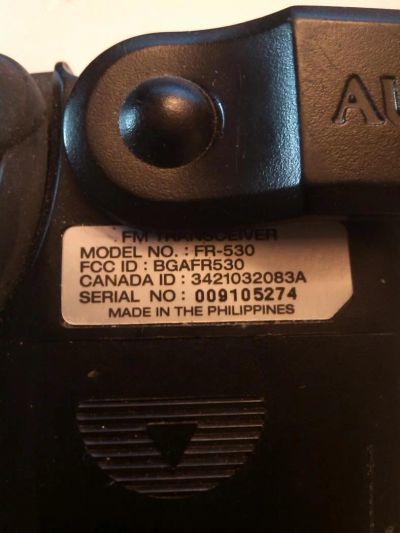 AU
FM TRANSCEIVER
MODEL NO. : FR-530
FCC ID : BGAFR530
CANADA ID : 3421032083A
SERIAL NO : 009105274
MADE IN THE PHILIPPINES